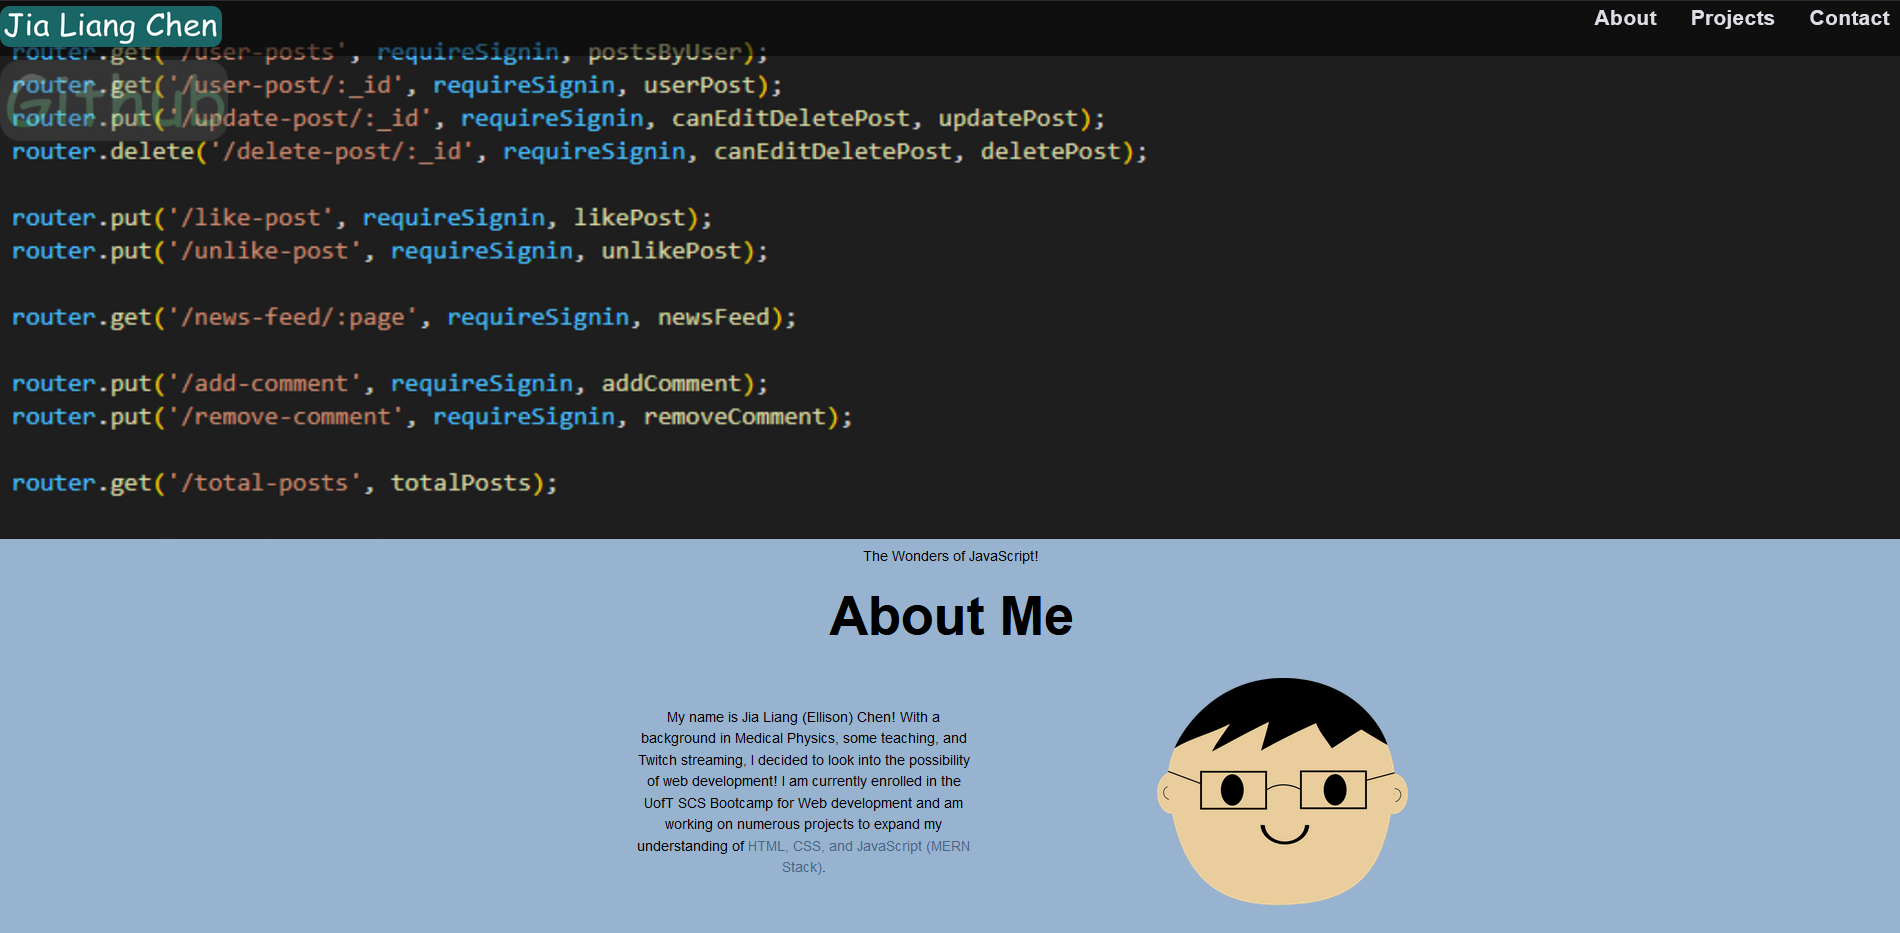 Jia Liang Chen
About Projects Contact
router.get('/user-posts', requireSignin, postsByUser);
Github
router.get('/user-post/:_id', requireSignin, userPost);
router.put('/update-post/:_id', requireSignin, canEditDeletePost, updatePost);
router.delete('/delete-post/:_id', requireSignin, canEditDeletePost, deletePost);
router.put('/like-post', requireSignin, likePost);
router.put('/unlike-post', requireSignin, unlikePost);
router.get('/news-feed/:page', requireSignin, newsFeed);
router.put('/add-comment', requireSignin, addComment);
router.put('/remove-comment', requireSignin, removeComment);
router.get('/total-posts', totalPosts);
The Wonders of JavaScript!
About Me
My name is Jia Liang (Ellison) Chen! With a
background in Medical Physics, some teaching, and
Twitch streaming, I decided to look into the possibility
of web development! I am currently enrolled in the
UofT SCS Bootcamp for Web development and am
working on numerous projects to expand my
understanding of HTML, CSS, and JavaScript (MERN
Stack).